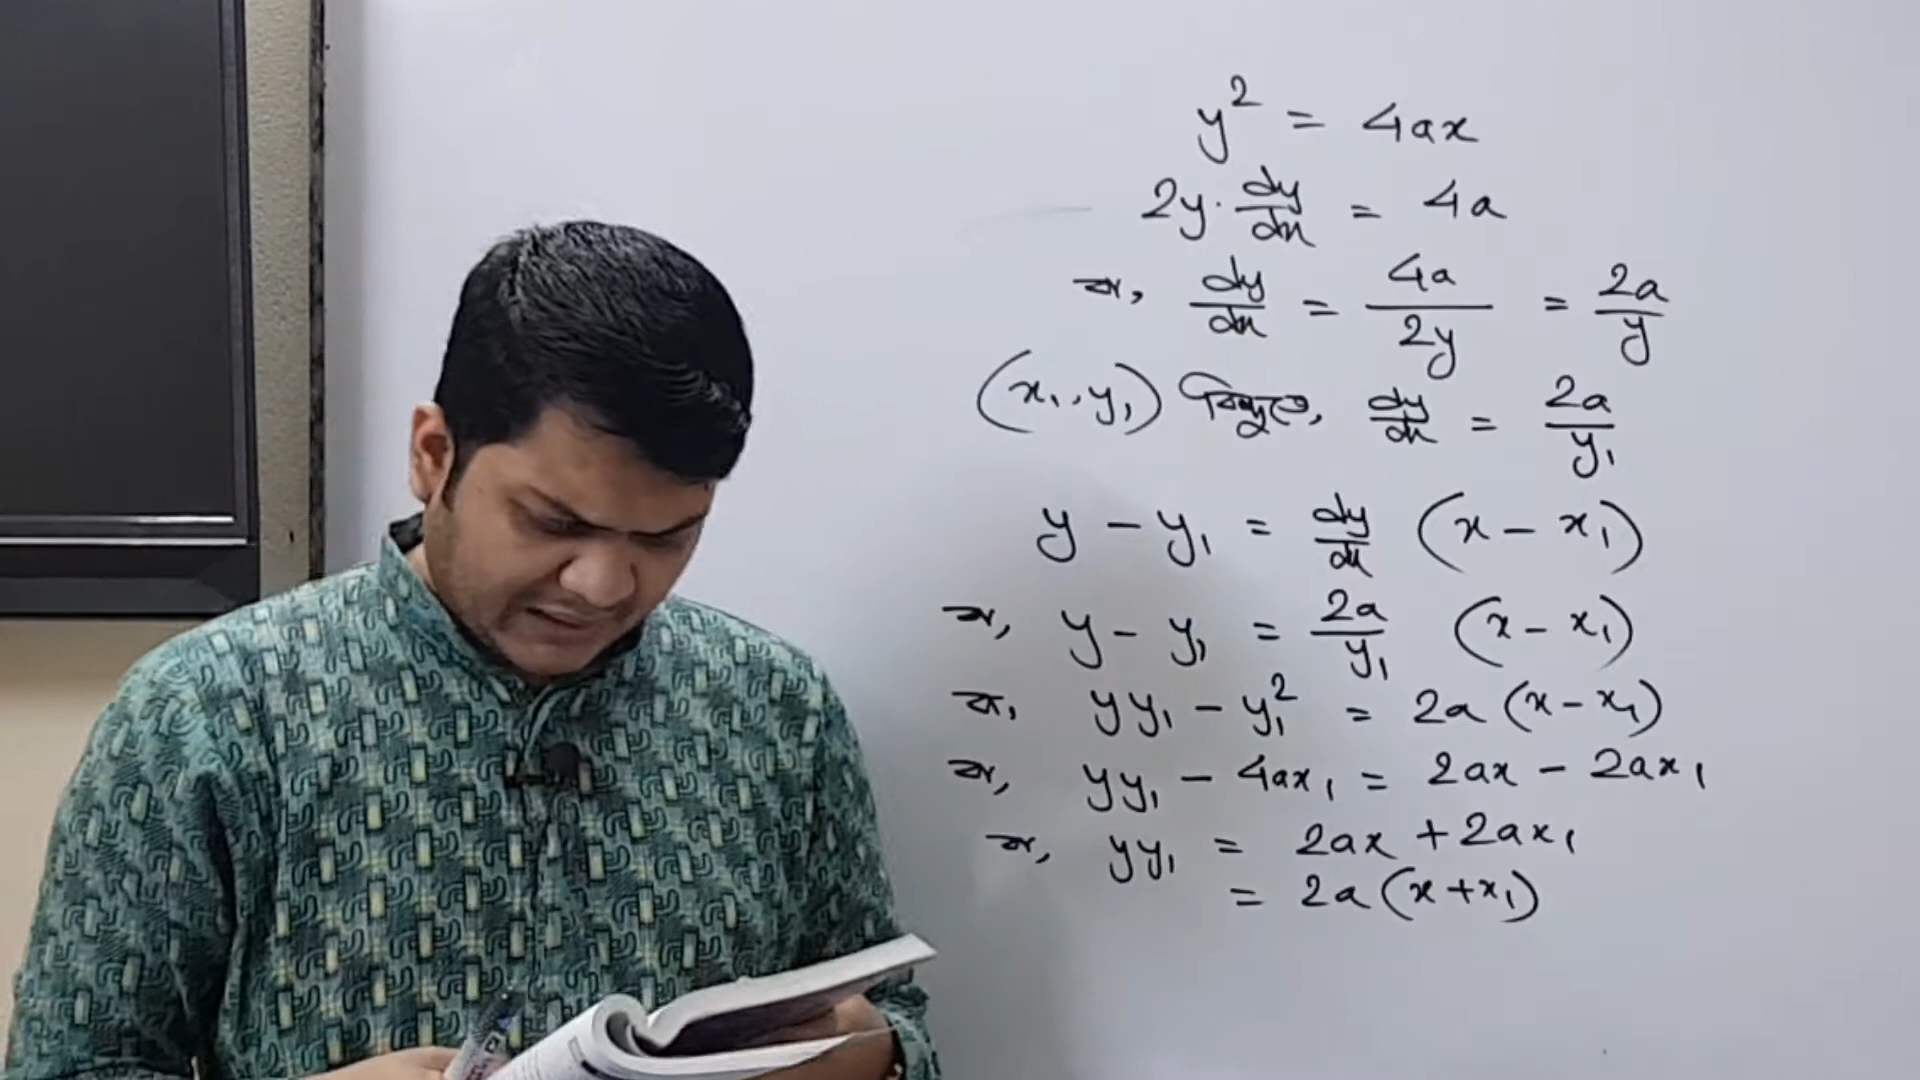 y² = 4ax
2y · dy/dx = 4a
বা, dy/dx = 4a/2y = 2a/y
(x₁, y₁) বিন্দুতে, dy/dx = 2a/y₁
y − y₁ = dy/dx (x − x₁)
বা, y − y₁ = 2a/y₁ (x − x₁)
বা, yy₁ − y₁² = 2a (x − x₁)
বা, yy₁ − 4ax₁ = 2ax − 2ax₁
বা, yy₁ = 2ax + 2ax₁
= 2a (x + x₁)